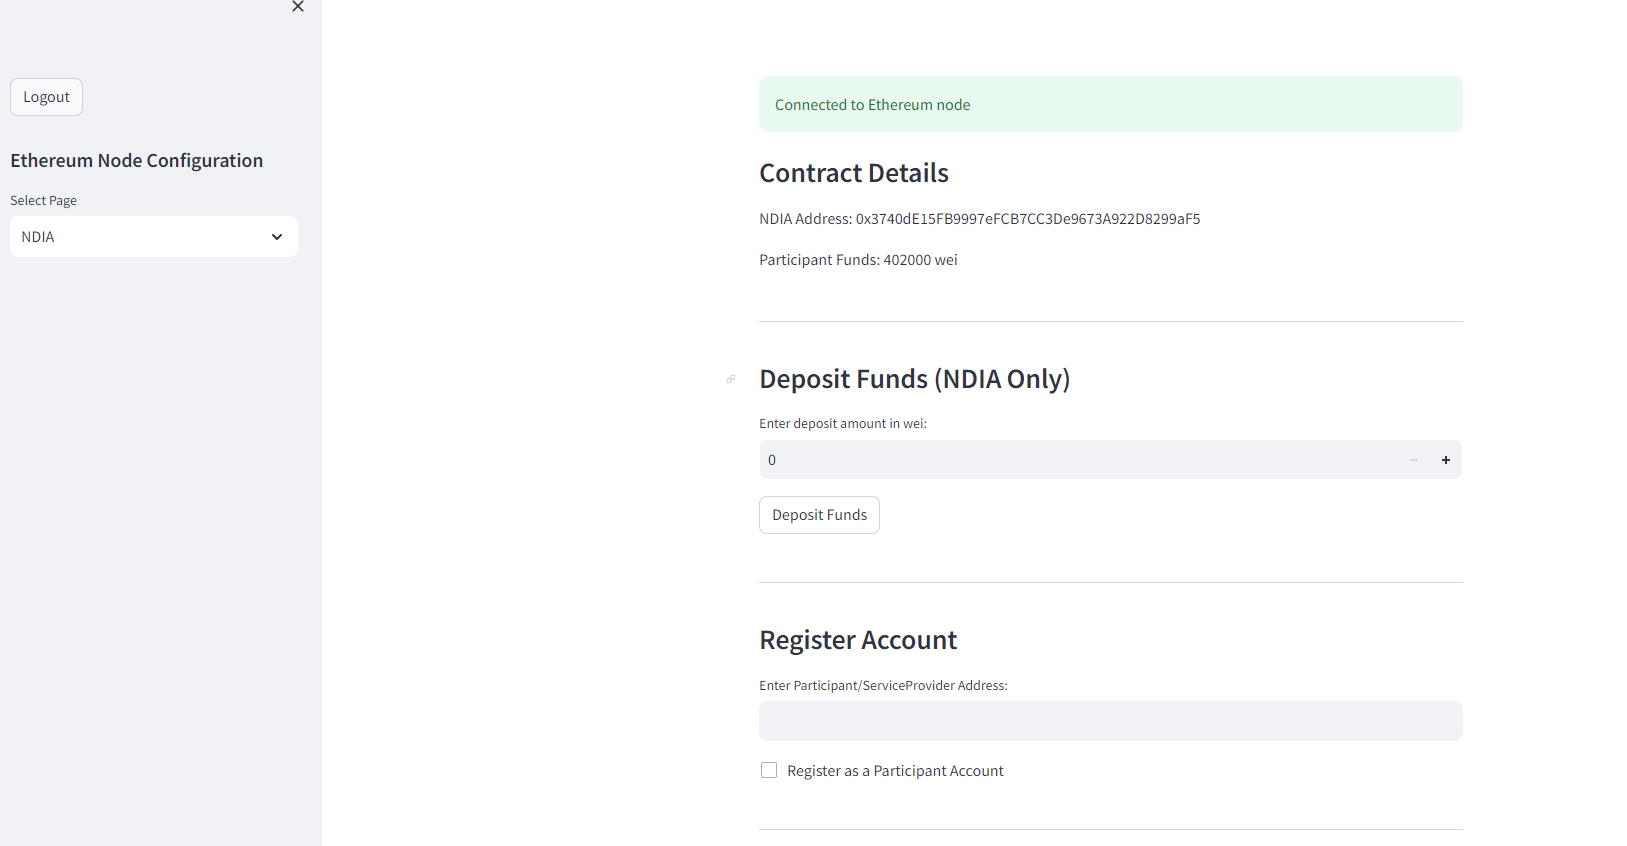 Logout
Ethereum Node Configuration
Select Page
NDIA
Connected to Ethereum node
Contract Details
NDIA Address: 0x3740dE15FB9997eFCB7CC3De9673A922D8299aF5
Participant Funds: 402000 wei
Deposit Funds (NDIA Only)
Enter deposit amount in wei:
0
Deposit Funds
Register Account
Enter Participant/ServiceProvider Address:
Register as a Participant Account